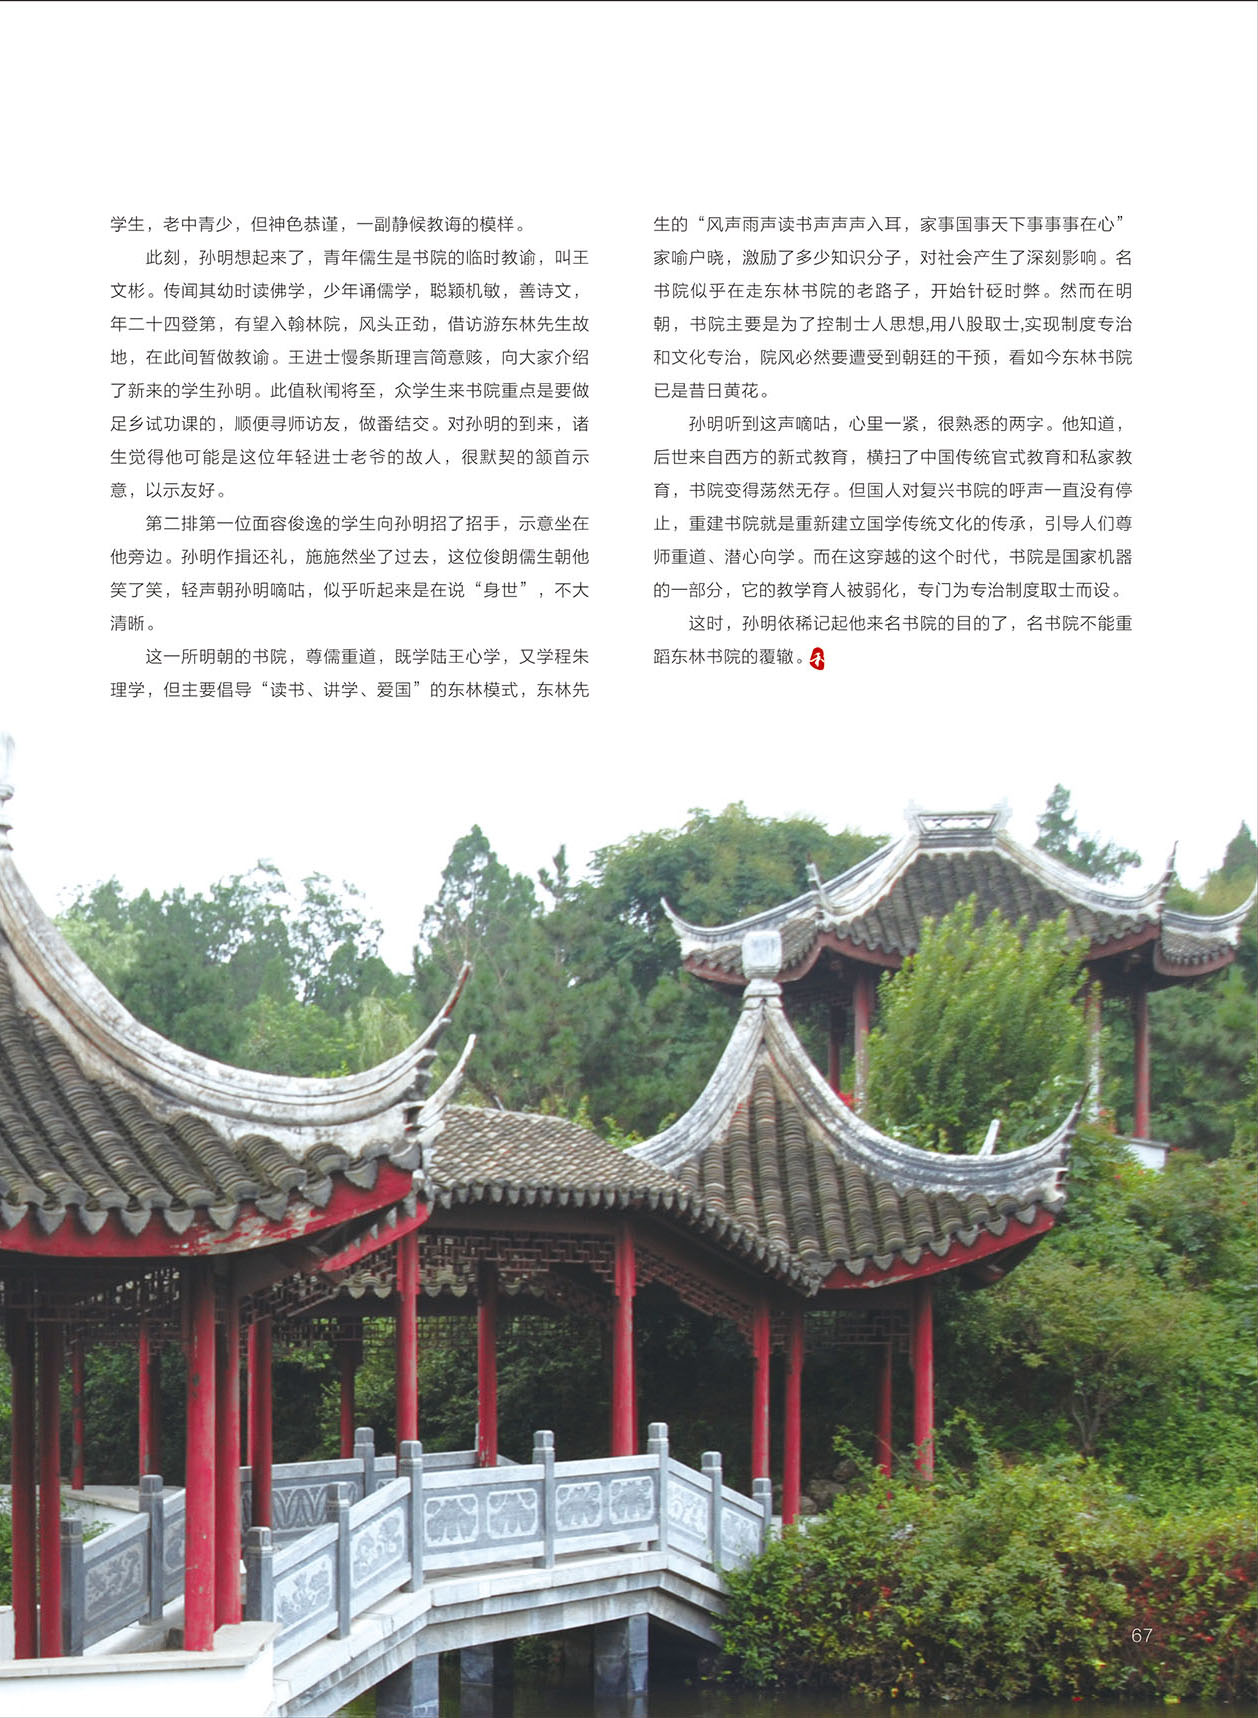 学生，老中青少，但神色恭谨，一副静候教诲的模样。
此刻，孙明想起来了，青年儒生是书院的临时教谕，叫王
文彬。传闻其幼时读佛学，少年诵儒学，聪颖机敏，善诗文，
年二十四登第，有望入翰林院，风头正劲，借访游东林先生故
地，在此间暂做教谕。王进士慢条斯理言简意赅，向大家介绍
了新来的学生孙明。此值秋闱将至，众学生来书院重点是要做
足乡试功课的，顺便寻师访友，做番结交。对孙明的到来，诸
生觉得他可能是这位年轻进士老爷的故人，很默契的颔首示
意，以示友好。
第二排第一位面容俊逸的学生向孙明招了招手，示意坐在
他旁边。孙明作揖还礼，施施然坐了过去，这位俊朗儒生朝他
笑了笑，轻声朝孙明嘀咕，似乎听起来是在说“身世”，不大
清晰。
这一所明朝的书院，尊儒重道，既学陆王心学，又学程朱
理学，但主要倡导“读书、讲学、爱国”的东林模式，东林先
生的“风声雨声读书声声声入耳，家事国事天下事事事在心”
家喻户晓，激励了多少知识分子，对社会产生了深刻影响。名
书院似乎在走东林书院的老路子，开始针砭时弊。然而在明
朝，书院主要是为了控制士人思想,用八股取士,实现制度专治
和文化专治，院风必然要遭受到朝廷的干预，看如今东林书院
已是昔日黄花。
孙明听到这声嘀咕，心里一紧，很熟悉的两字。他知道，
后世来自西方的新式教育，横扫了中国传统官式教育和私家教
育，书院变得荡然无存。但国人对复兴书院的呼声一直没有停
止，重建书院就是重新建立国学传统文化的传承，引导人们尊
师重道、潜心向学。而在这穿越的这个时代，书院是国家机器
的一部分，它的教学育人被弱化，专门为专治制度取士而设。
这时，孙明依稀记起他来名书院的目的了，名书院不能重
蹈东林书院的覆辙。禾
67